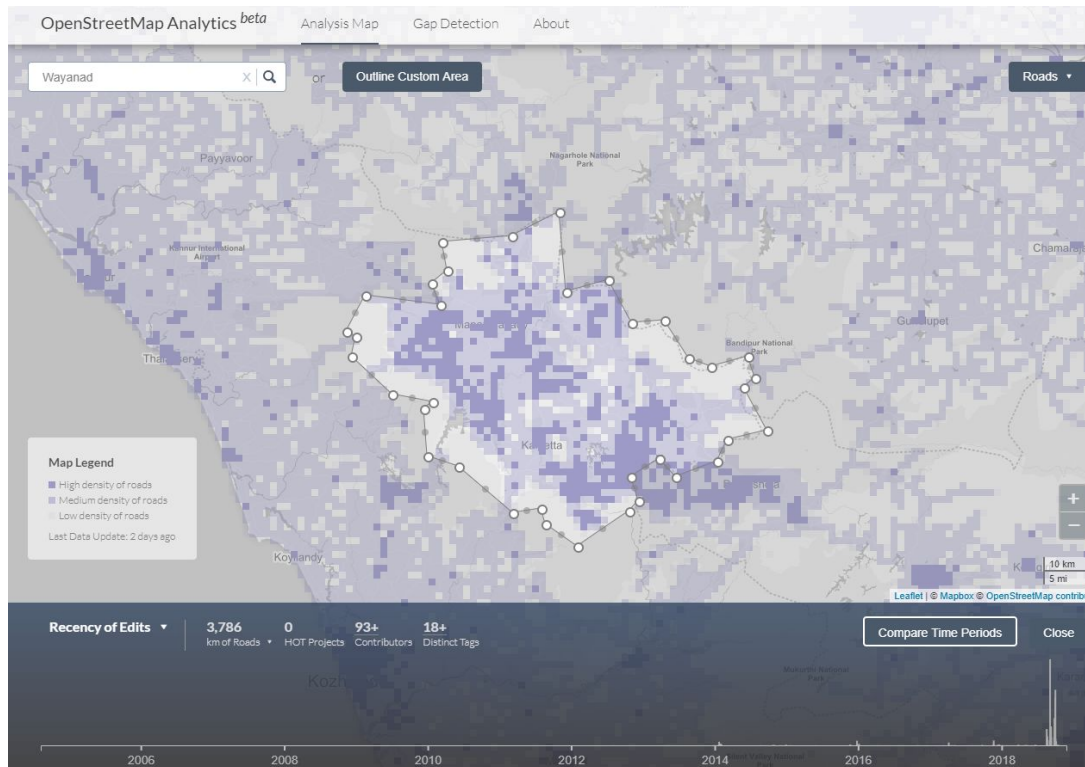 OpenStreetMap Analytics beta
Analysis Map
Gap Detection
About
Wayanad
X
or
Outline Custom Area
Roads
Payyavoor
Nagarhole National
Park
Kannur International
Airport
Chamaraj
Bandipur National
Park
Map Legend
High density of roads
Medium density of roads
Low density of roads
Last Data Update: 2 days ago
Koyilandy
+
−
10 km
5 mi
Leaflet | © Mapbox © OpenStreetMap contribu
Recency of Edits
3,786
km of Roads
0
HOT Projects
93+
Contributors
18+
Distinct Tags
Compare Time Periods
Close
2006
2008
2010
2012
2014
2016
2018